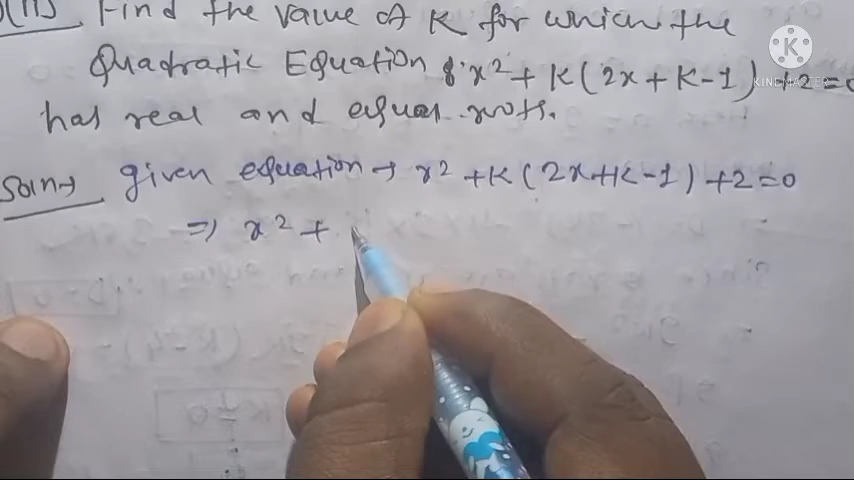 Find the value of K for which the
Quadratic Equation x² + K(2x + K-1) +2=0
has real and equal roots.
Soln→ given equation → x² +K(2x+K-1) +2=0
⇒ x² +
K
KINEMASTER